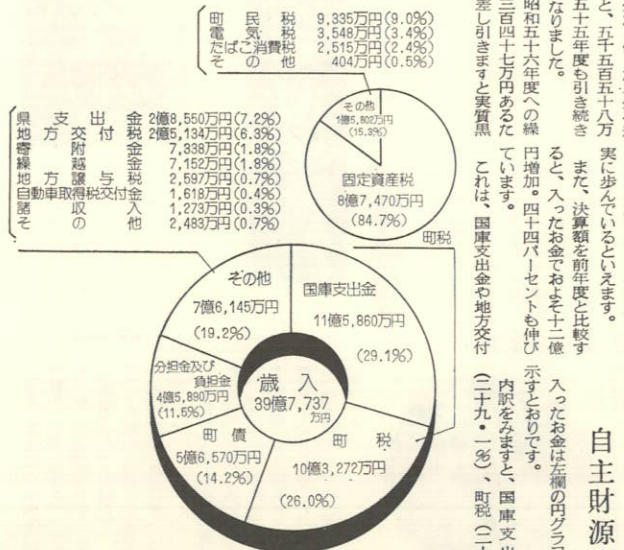 町民税 9,335万円(9.0%)
電気税 3,548万円(3.4%)
たばこ消費税 2,515万円(2.4%)
その他 404万円(0.5%)
その他
1億5,802万円
(15.3%)
固定資産税
8億7,470万円
(84.7%)
町税
県支出金 2億8,550万円(7.2%)
地方交付税 2億5,134万円(6.3%)
寄附金 7,338万円(1.8%)
繰越金 7,152万円(1.8%)
地方譲与税 2,597万円(0.7%)
自動車取得税交付金 1,618万円(0.4%)
諸収入 1,273万円(0.3%)
その他 2,483万円(0.7%)
その他
7億6,145万円
(19.2%)
国庫支出金
11億5,860万円
(29.1%)
分担金及び
負担金
4億5,890万円
(11.5%)
歳入
39億7,737
万円
町債
5億6,570万円
(14.2%)
町税
10億3,272万円
(26.0%)
と、五千五百五十八万
五十五年度も引き続き
なりました。
昭和五十六年度への繰
三百四十七万円あるた
差し引きますと実質黒
実に歩んでいるといえます。
また、決算額を前年度と比較す
ると、入ったお金でおよそ十二億
円増加。四十四パーセントも伸び
ています。
これは、国庫支出金や地方交付
自主財源
入ったお金は左欄の円グラフ
示すとおりです。
内訳をみますと、国庫支出
(二十九・一%)、町税(二十